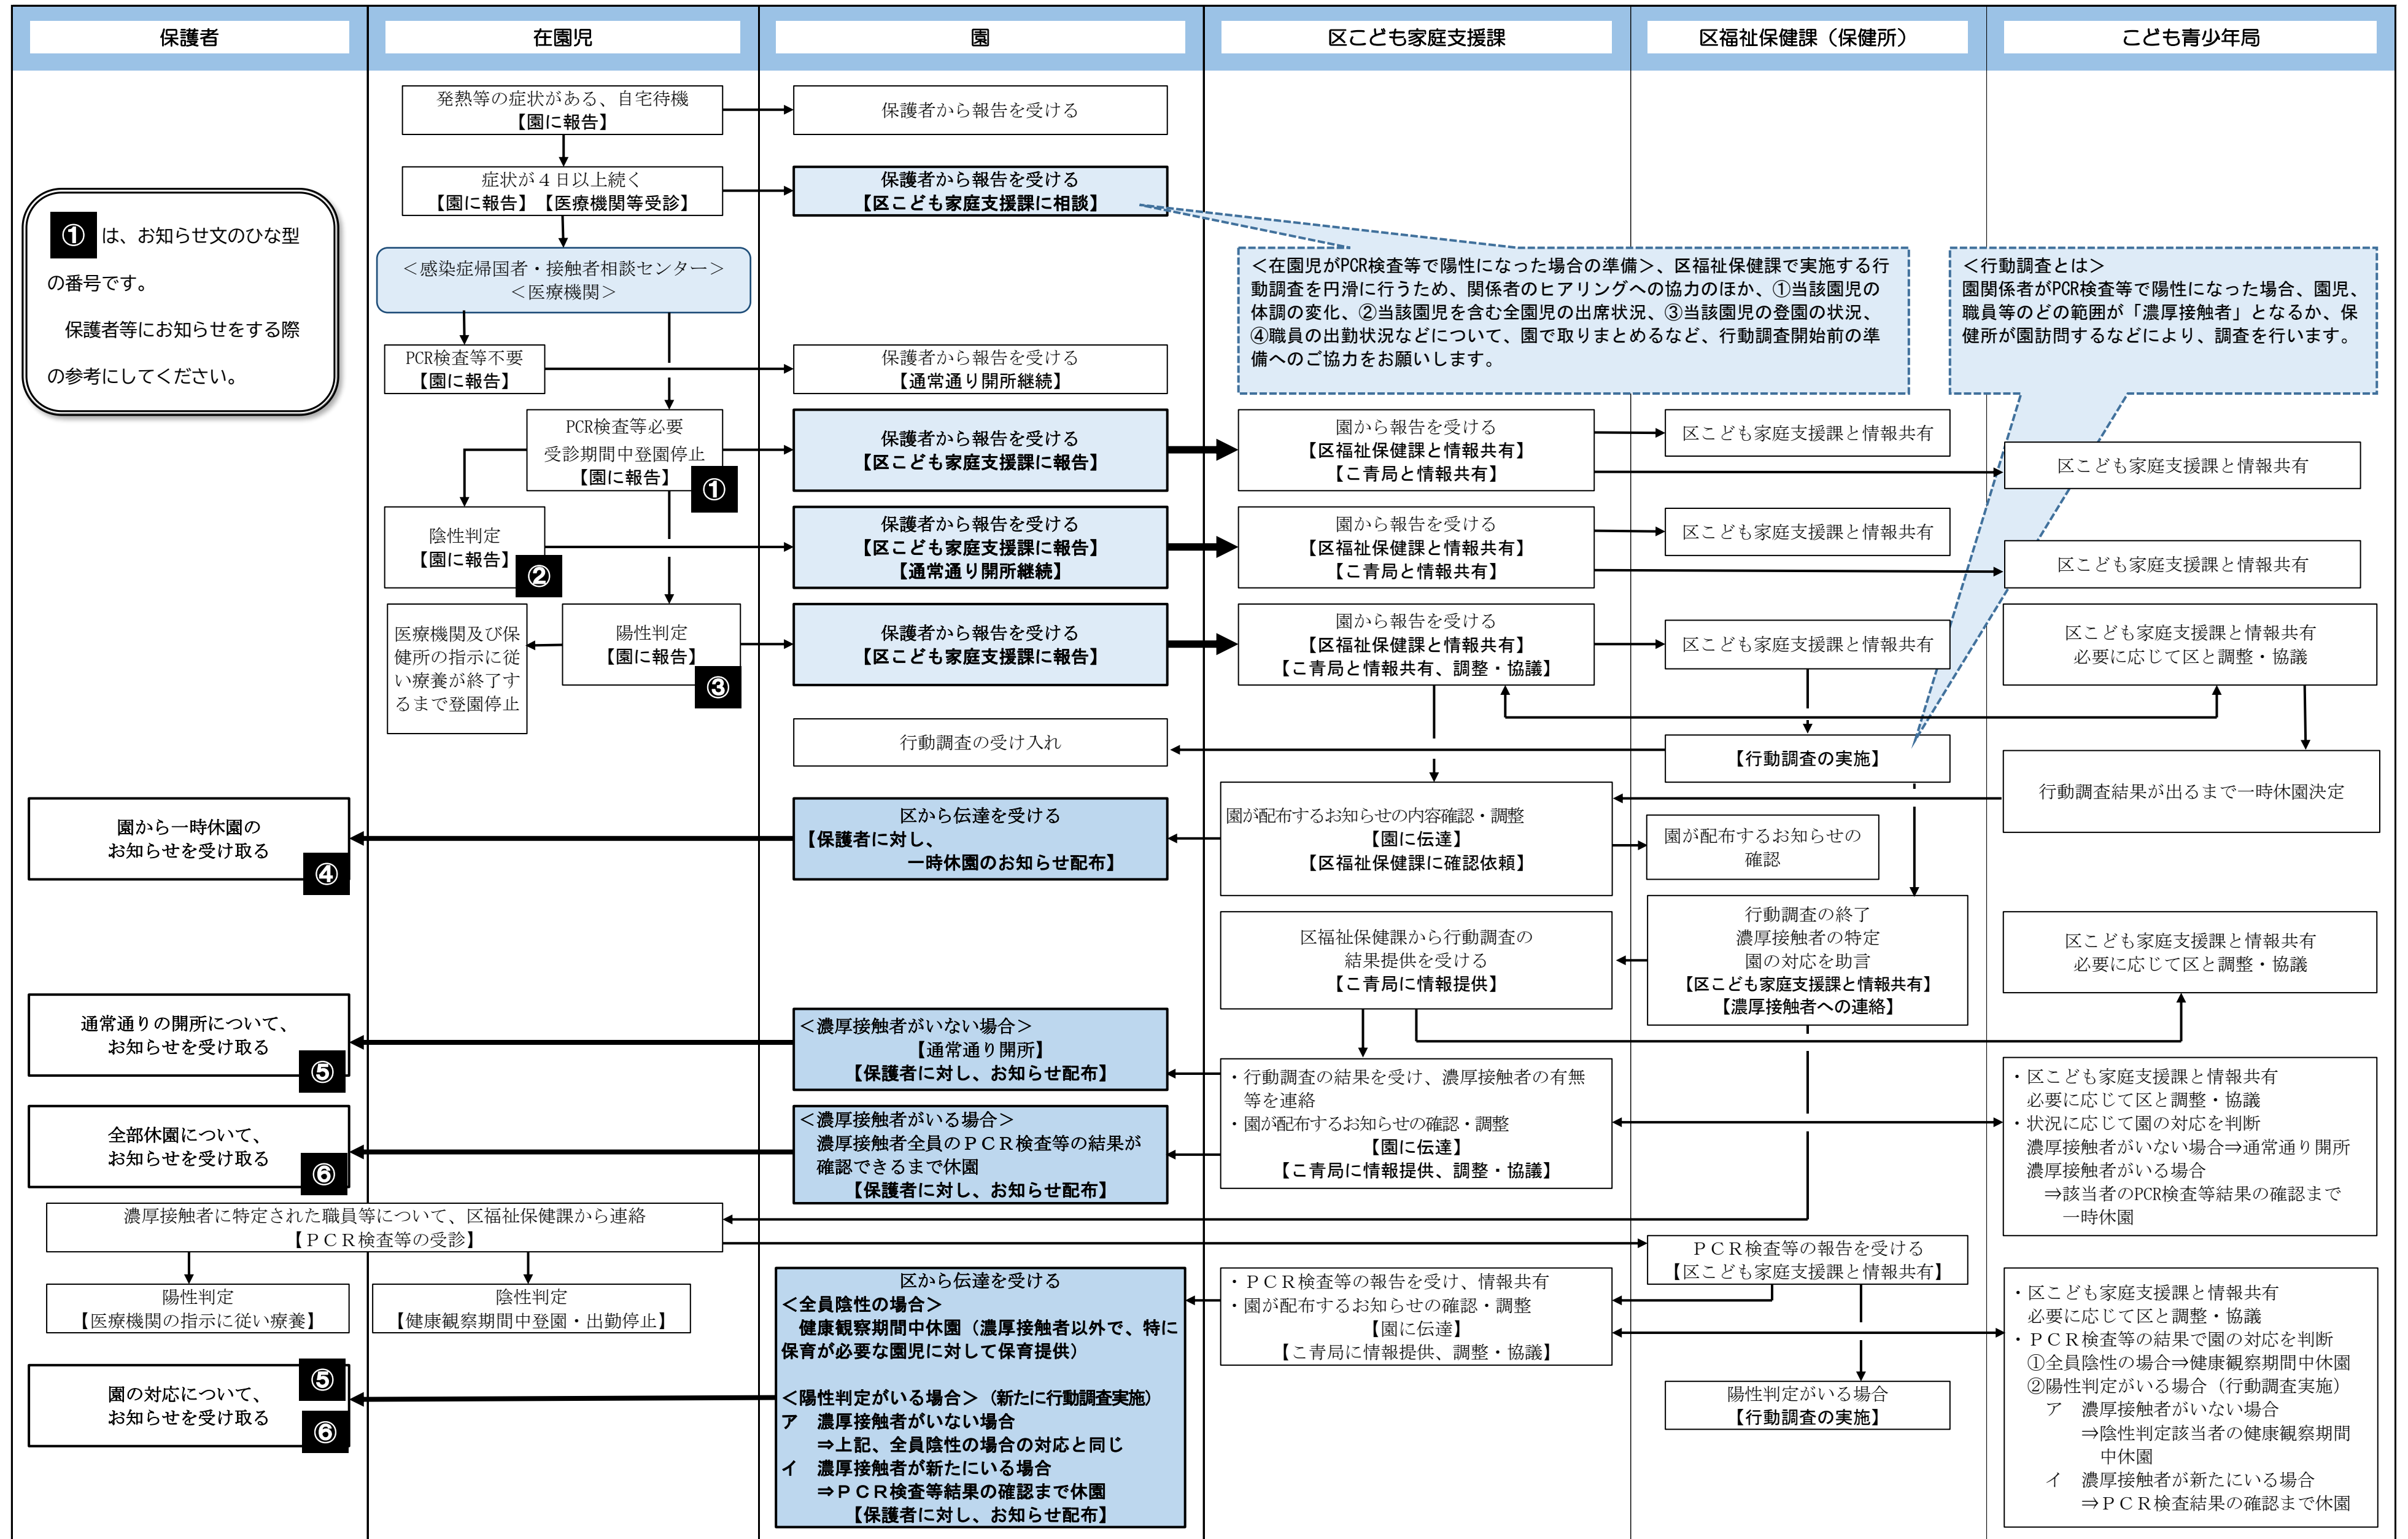 保護者
在園児
園
区こども家庭支援課
区福祉保健課（保健所）
こども青少年局
① は、お知らせ文のひな型
の番号です。
保護者等にお知らせをする際
の参考にしてください。
発熱等の症状がある、自宅待機
【園に報告】
保護者から報告を受ける
症状が４日以上続く
【園に報告】【医療機関等受診】
保護者から報告を受ける
【区こども家庭支援課に相談】
＜感染症帰国者・接触者相談センター＞
＜医療機関＞
＜在園児がPCR検査等で陽性になった場合の準備＞、区福祉保健課で実施する行
動調査を円滑に行うため、関係者のヒアリングへの協力のほか、①当該園児の
体調の変化、②当該園児を含む全園児の出席状況、③当該園児の登園の状況、
④職員の出勤状況などについて、園で取りまとめるなど、行動調査開始前の準
備へのご協力をお願いします。
＜行動調査とは＞
園関係者がPCR検査等で陽性になった場合、園児、
職員等のどの範囲が「濃厚接触者」となるか、保
健所が園訪問するなどにより、調査を行います。
PCR検査等不要
【園に報告】
保護者から報告を受ける
【通常通り開所継続】
PCR検査等必要
受診期間中登園停止
【園に報告】
①
保護者から報告を受ける
【区こども家庭支援課に報告】
園から報告を受ける
【区福祉保健課と情報共有】
【こ青局と情報共有】
区こども家庭支援課と情報共有
区こども家庭支援課と情報共有
陰性判定
【園に報告】
②
保護者から報告を受ける
【区こども家庭支援課に報告】
【通常通り開所継続】
園から報告を受ける
【区福祉保健課と情報共有】
【こ青局と情報共有】
区こども家庭支援課と情報共有
区こども家庭支援課と情報共有
医療機関及び保
健所の指示に従
い療養が終了す
るまで登園停止
陽性判定
【園に報告】
③
保護者から報告を受ける
【区こども家庭支援課に報告】
園から報告を受ける
【区福祉保健課と情報共有】
【こ青局と情報共有、調整・協議】
区こども家庭支援課と情報共有
区こども家庭支援課と情報共有
必要に応じて区と調整・協議
行動調査の受け入れ
【行動調査の実施】
行動調査結果が出るまで一時休園決定
園から一時休園の
お知らせを受け取る
④
区から伝達を受ける
【保護者に対し、
一時休園のお知らせ配布】
園が配布するお知らせの内容確認・調整
【園に伝達】
【区福祉保健課に確認依頼】
園が配布するお知らせの
確認
区福祉保健課から行動調査の
結果提供を受ける
【こ青局に情報提供】
行動調査の終了
濃厚接触者の特定
園の対応を助言
【区こども家庭支援課と情報共有】
【濃厚接触者への連絡】
区こども家庭支援課と情報共有
必要に応じて区と調整・協議
通常通りの開所について、
お知らせを受け取る
⑤
＜濃厚接触者がいない場合＞
【通常通り開所】
【保護者に対し、お知らせ配布】
・行動調査の結果を受け、濃厚接触者の有無
等を連絡
・園が配布するお知らせの確認・調整
【園に伝達】
【こ青局に情報提供、調整・協議】
・区こども家庭支援課と情報共有
必要に応じて区と調整・協議
・状況に応じて園の対応を判断
濃厚接触者がいない場合⇒通常通り開所
濃厚接触者がいる場合
⇒該当者のPCR検査等結果の確認まで
一時休園
全部休園について、
お知らせを受け取る
⑥
＜濃厚接触者がいる場合＞
濃厚接触者全員のＰＣＲ検査等の結果が
確認できるまで休園
【保護者に対し、お知らせ配布】
濃厚接触者に特定された職員等について、区福祉保健課から連絡
【ＰＣＲ検査等の受診】
ＰＣＲ検査等の報告を受ける
【区こども家庭支援課と情報共有】
陽性判定
【医療機関の指示に従い療養】
陰性判定
【健康観察期間中登園・出勤停止】
区から伝達を受ける
＜全員陰性の場合＞
健康観察期間中休園（濃厚接触者以外で、特に
保育が必要な園児に対して保育提供）
＜陽性判定がいる場合＞（新たに行動調査実施）
ア　濃厚接触者がいない場合
⇒上記、全員陰性の場合の対応と同じ
イ　濃厚接触者が新たにいる場合
⇒ＰＣＲ検査等結果の確認まで休園
【保護者に対し、お知らせ配布】
・ＰＣＲ検査等の報告を受け、情報共有
・園が配布するお知らせの確認・調整
【園に伝達】
【こ青局に情報提供、調整・協議】
陽性判定がいる場合
【行動調査の実施】
・区こども家庭支援課と情報共有
必要に応じて区と調整・協議
・ＰＣＲ検査等の結果で園の対応を判断
①全員陰性の場合⇒健康観察期間中休園
②陽性判定がいる場合（行動調査実施）
ア　濃厚接触者がいない場合
⇒陰性判定該当者の健康観察期間
中休園
イ　濃厚接触者が新たにいる場合
⇒ＰＣＲ検査結果の確認まで休園
園の対応について、
お知らせを受け取る
⑤
⑥